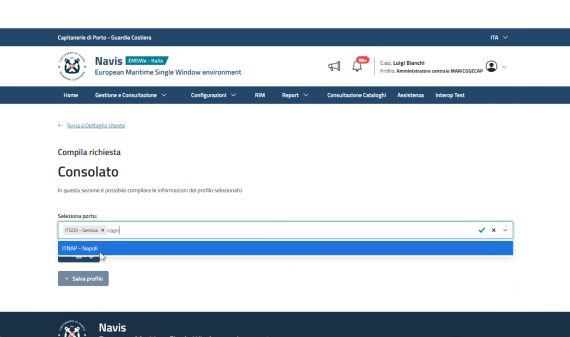 Capitanerie di Porto - Guardia Costiera
ITA
Navis EMSWe - Italia
European Maritime Single Window environment
99+
Ciao, Luigi Bianchi
Profilo: Amministratore centrale MARICOGECAP
Home Gestione e Consultazione Configurazioni RIM Report Consultazione Cataloghi Assistenza Interop Test
← Torna a Dettaglio Utente
Compila richiesta
Consolato
In questa sezione è possibile compilare le informazioni del profilo selezionato
Seleziona porto:
ITGOA - Genova × napo
ITNAP - Napoli
Salva profilo
Navis